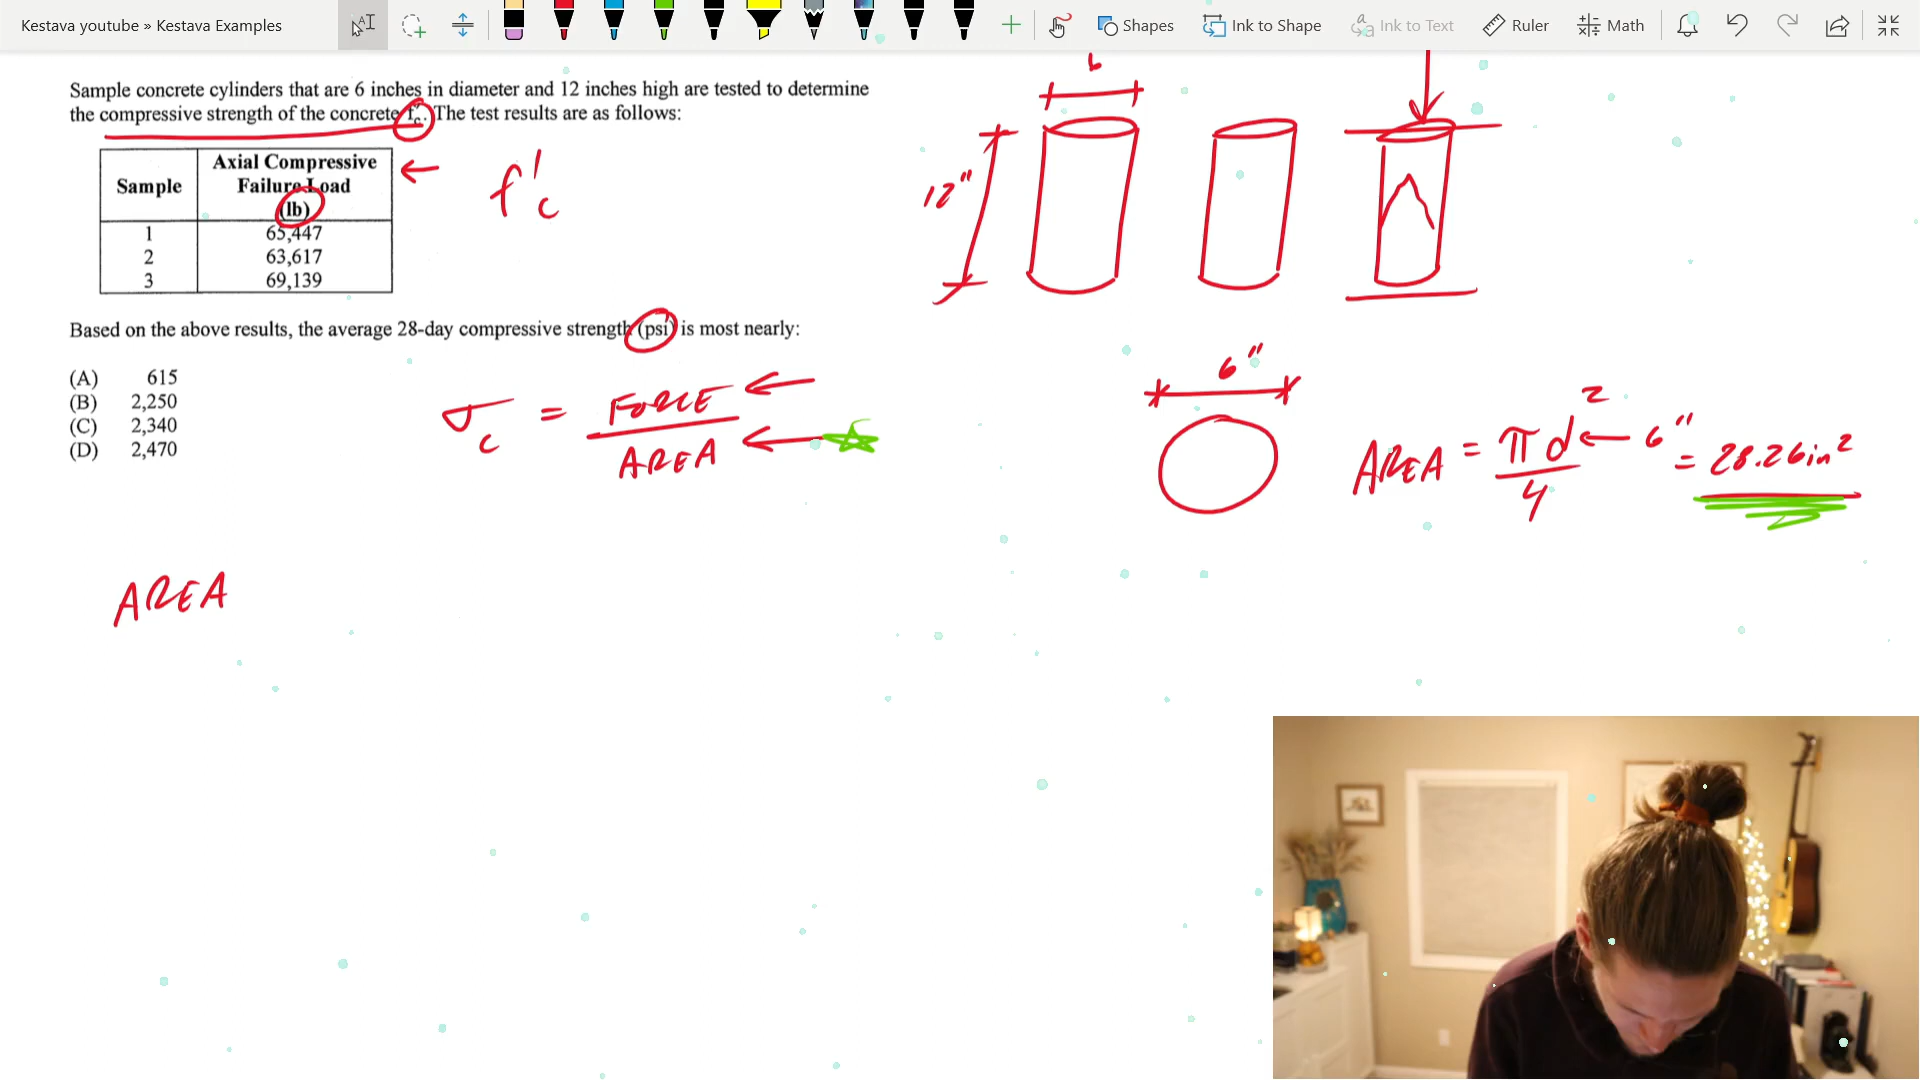 Kestava youtube » Kestava Examples
Shapes
Ink to Shape
Ink to Text
Ruler
Math
Sample concrete cylinders that are 6 inches in diameter and 12 inches high are tested to determine
the compressive strength of the concrete f'c. The test results are as follows:
Sample
Axial Compressive
Failure Load
(lb)
1 65,447
2 63,617
3 69,139
f'c
12"
6
Based on the above results, the average 28-day compressive strength (psi) is most nearly:
(A) 615
(B) 2,250
(C) 2,340
(D) 2,470
σc = FORCE / AREA
6"
AREA = πd²/4 ← 6" = 28.26in²
AREA